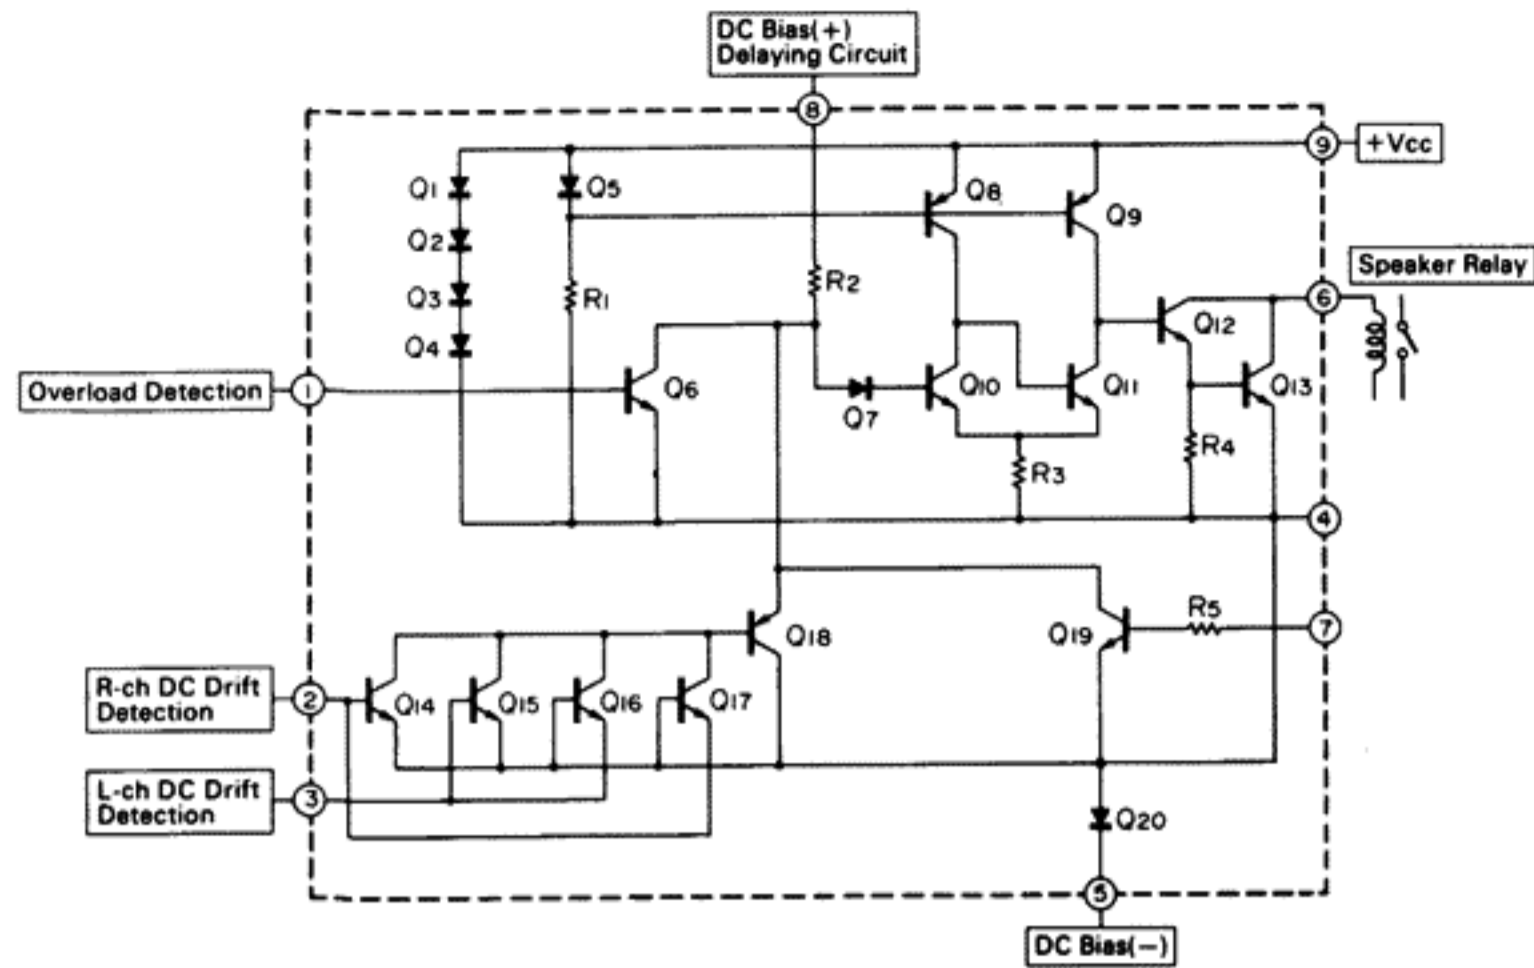 DC Bias(+)
Delaying Circuit
8
9
+Vcc
Q1
Q5
Q8
Q9
Q2
Speaker Relay
Q3
R1
R2
6
Q12
Q4
Overload Detection
1
Q6
Q7
Q10
Q11
Q13
R3
R4
4
R5
7
Q18
Q19
R-ch DC Drift
Detection
2
Q14
Q15
Q16
Q17
L-ch DC Drift
Detection
3
Q20
5
DC Bias(−)